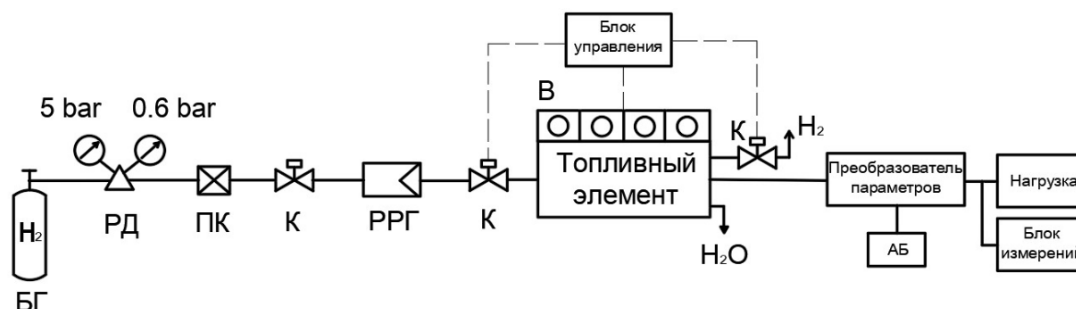 Блок
управления
5 bar
0.6 bar
В
К
H₂
Топливный
элемент
Преобразователь
параметров
Нагрузка
H₂
РД
ПК
К
РРГ
К
H₂O
АБ
Блок
измерений
БГ